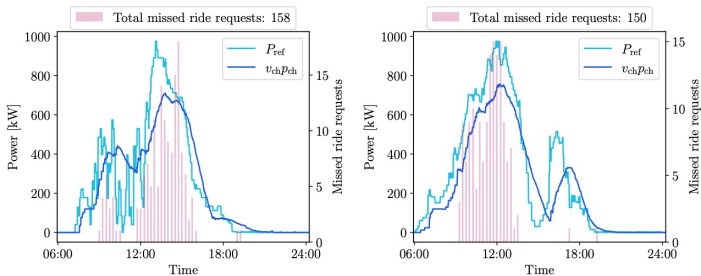 Total missed ride requests: 158
1000
800
600
400
200
0
Power [kW]
P_ref
v_ch p_ch
15
10
5
0
Missed ride requests
06:00 12:00 18:00 24:00
Time
Total missed ride requests: 150
1000
800
600
400
200
0
Power [kW]
P_ref
v_ch p_ch
15
10
5
0
Missed ride requests
06:00 12:00 18:00 24:00
Time